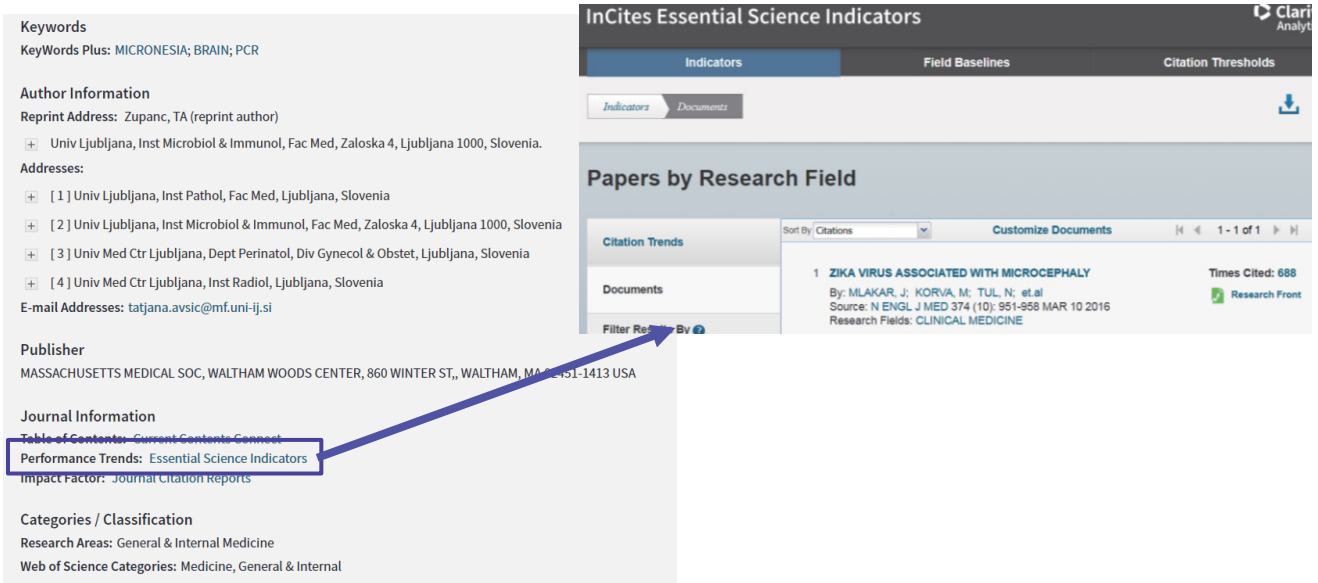 Keywords
KeyWords Plus: MICRONESIA; BRAIN; PCR
Author Information
Reprint Address: Zupanc, TA (reprint author)
Univ Ljubljana, Inst Microbiol & Immunol, Fac Med, Zaloska 4, Ljubljana 1000, Slovenia.
Addresses:
[ 1 ] Univ Ljubljana, Inst Pathol, Fac Med, Ljubljana, Slovenia
[ 2 ] Univ Ljubljana, Inst Microbiol & Immunol, Fac Med, Zaloska 4, Ljubljana 1000, Slovenia
[ 3 ] Univ Med Ctr Ljubljana, Dept Perinatol, Div Gynecol & Obstet, Ljubljana, Slovenia
[ 4 ] Univ Med Ctr Ljubljana, Inst Radiol, Ljubljana, Slovenia
E-mail Addresses: tatjana.avsic@mf.uni-ij.si
Publisher
MASSACHUSETTS MEDICAL SOC, WALTHAM WOODS CENTER, 860 WINTER ST,, WALTHAM, MA 02451-1413 USA
Journal Information
Table of Contents: Current Contents Connect
Performance Trends: Essential Science Indicators
Impact Factor: Journal Citation Reports
Categories / Classification
Research Areas: General & Internal Medicine
Web of Science Categories: Medicine, General & Internal
InCites Essential Science Indicators
Indicators
Field Baselines
Citation Thresholds
Indicators
Documents
Papers by Research Field
Citation Trends
Documents
Filter Results By
Sort By Citations
Customize Documents
1 - 1 of 1
1 ZIKA VIRUS ASSOCIATED WITH MICROCEPHALY
By: MLAKAR, J; KORVA, M; TUL, N; et.al
Source: N ENGL J MED 374 (10): 951-958 MAR 10 2016
Research Fields: CLINICAL MEDICINE
Times Cited: 688
Research Front